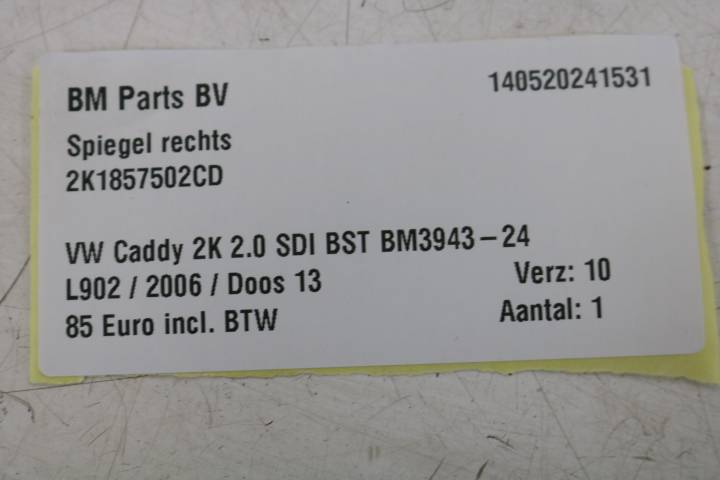 BM Parts BV 140520241531
Spiegel rechts
2K1857502CD
VW Caddy 2K 2.0 SDI BST BM3943-24
L902 / 2006 / Doos 13 Verz: 10
85 Euro incl. BTW Aantal: 1